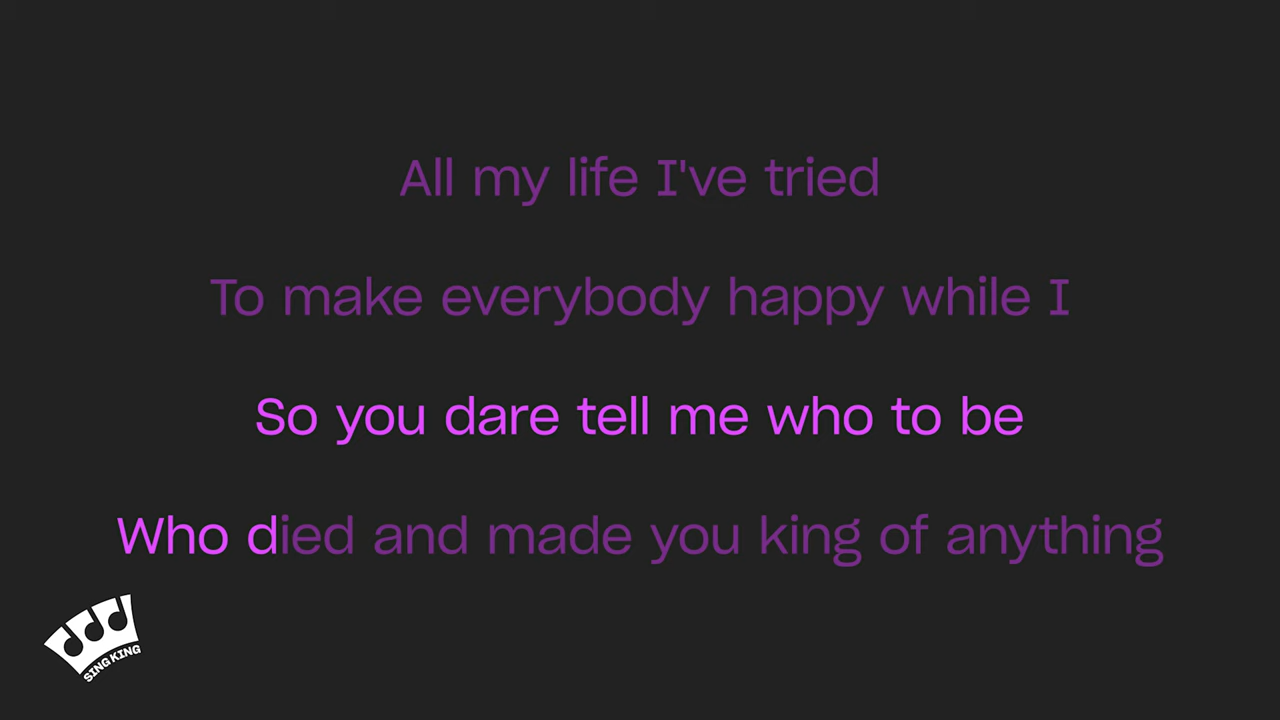 All my life I've tried
To make everybody happy while I
So you dare tell me who to be
Who died and made you king of anything
SING KING